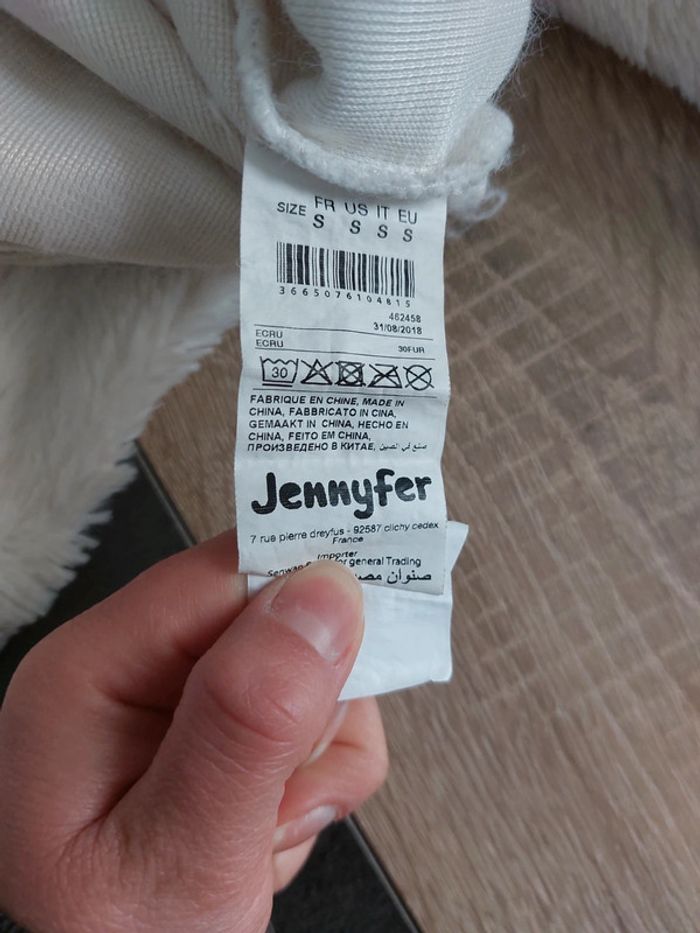 SIZE FR US IT EU
S S S S
3665076104815
462458
31/08/2018
ECRU
ECRU 30FUR
30
FABRIQUE EN CHINE, MADE IN
CHINA, FABBRICATO IN CINA,
GEMAAKT IN CHINA, HECHO EN
CHINA, FEITO EM CHINA,
ПРОИЗВЕДЕНО В КИТАЕ, صنع في الصين
Jennyfer
7 rue pierre dreyfus - 92587 clichy cedex
France
Importer
general Trading
صنوان